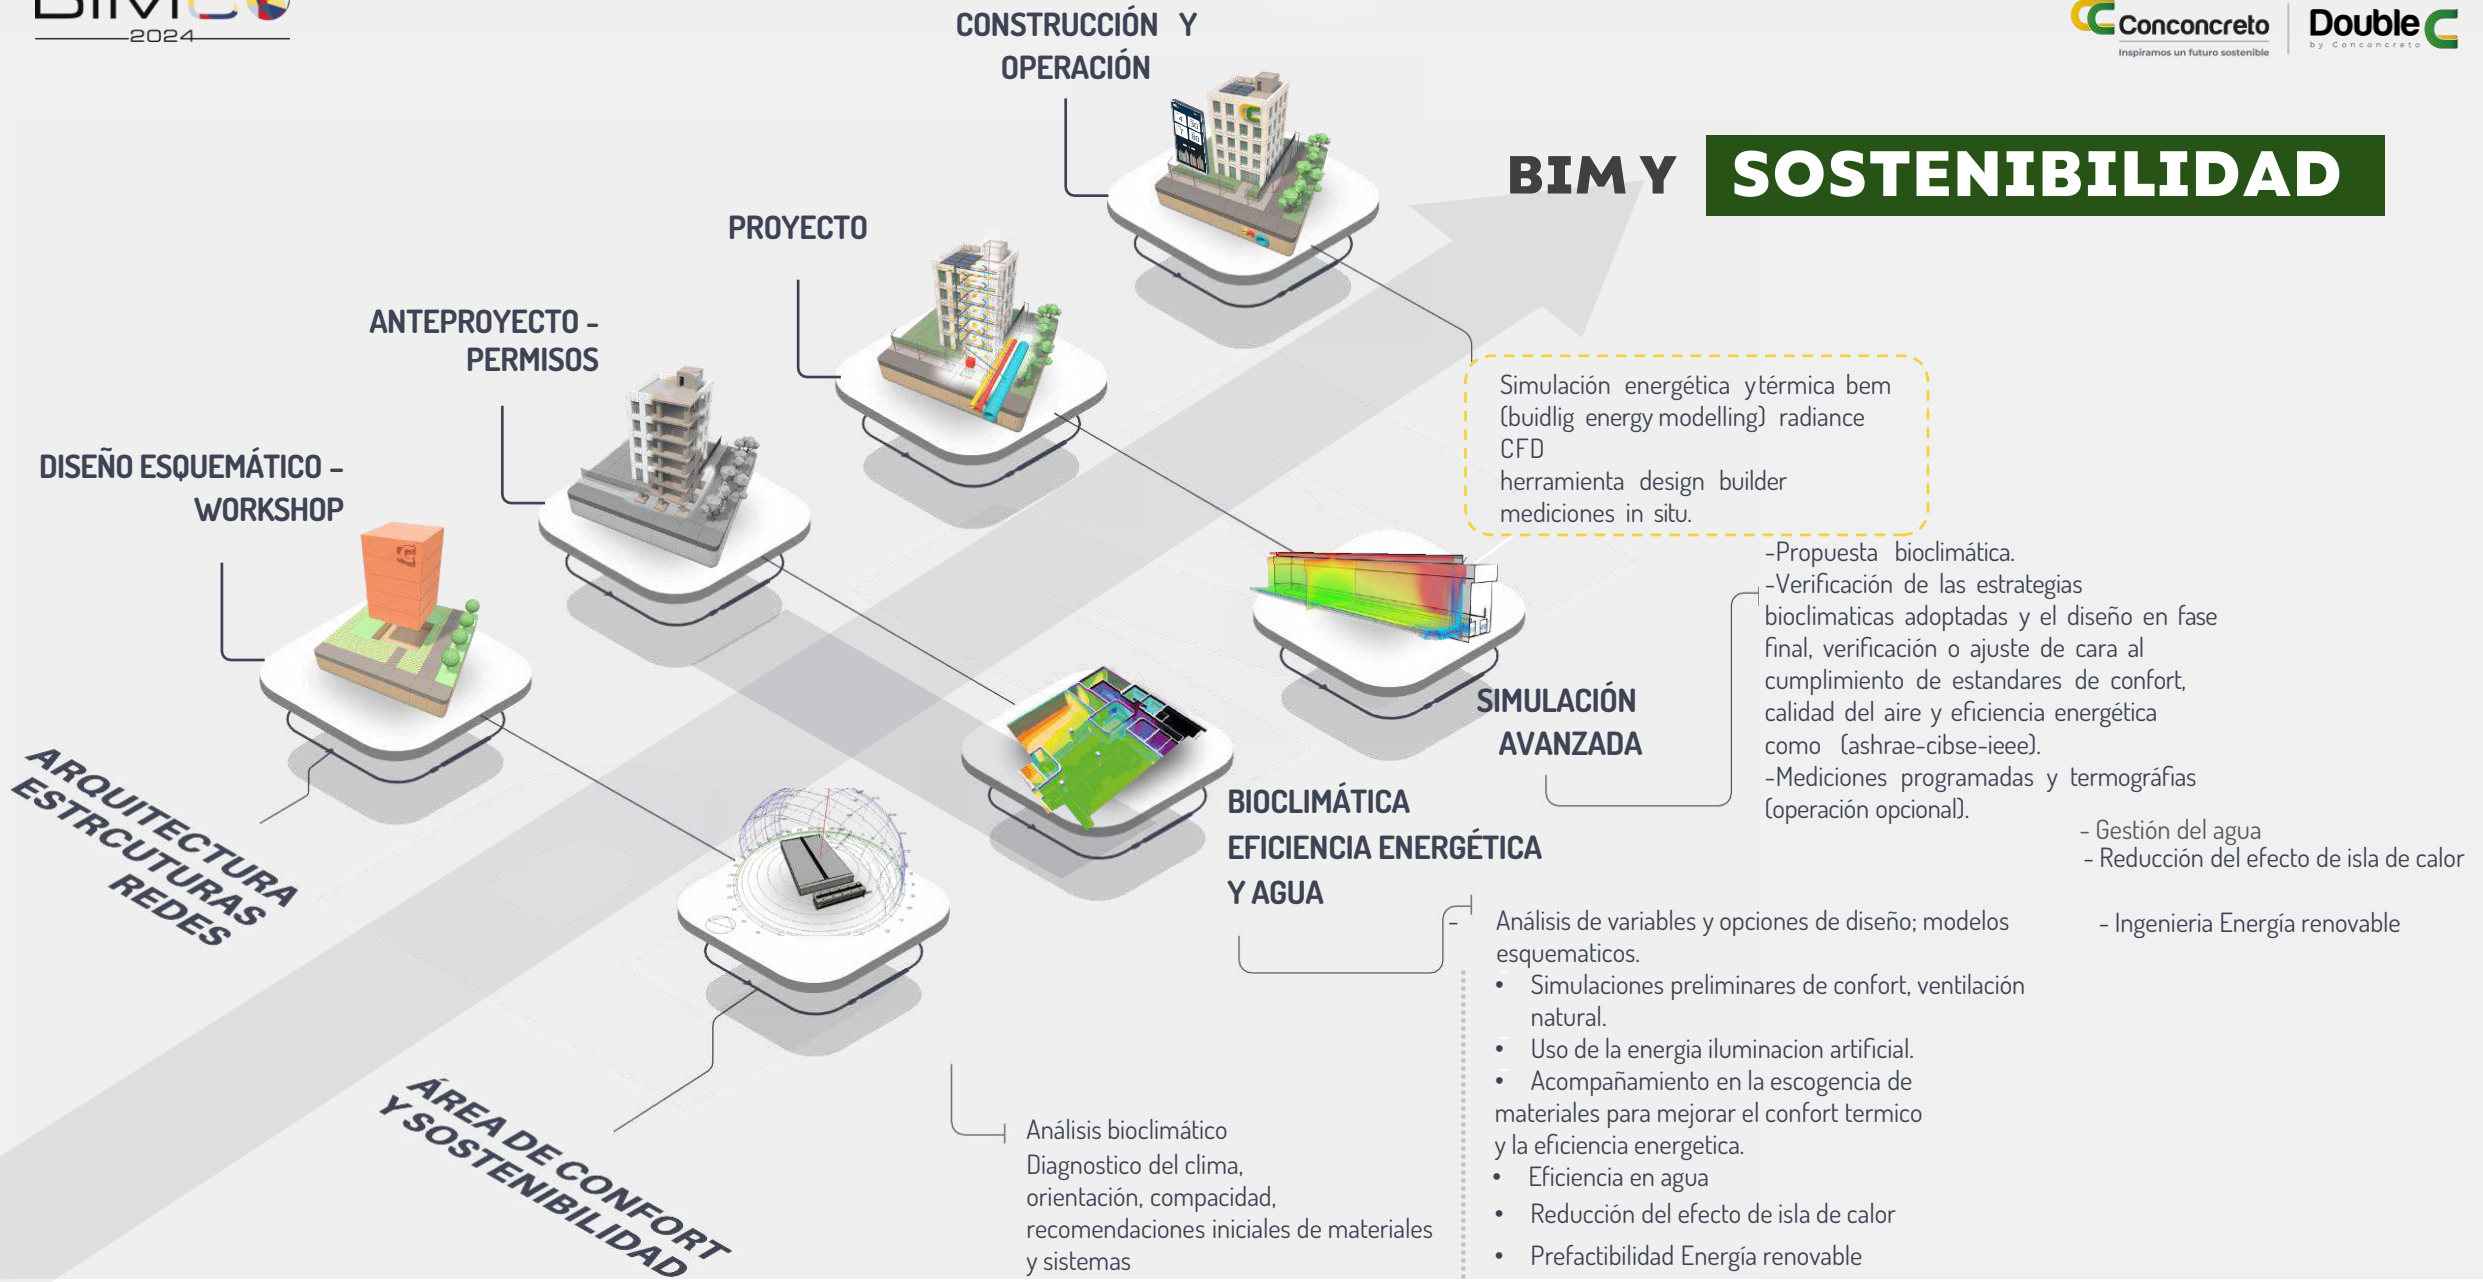 BIMCO
2024
Conconcreto
Inspiramos un futuro sostenible
Double C
by Conconcreto
CONSTRUCCIÓN Y
OPERACIÓN
BIM Y SOSTENIBILIDAD
PROYECTO
ANTEPROYECTO -
PERMISOS
DISEÑO ESQUEMÁTICO -
WORKSHOP
Simulación energética ytérmica bem
(buidlig energy modelling) radiance
CFD
herramienta design builder
mediciones in situ.
-Propuesta bioclimática.
-Verificación de las estrategias
bioclimaticas adoptadas y el diseño en fase
final, verificación o ajuste de cara al
cumplimiento de estandares de confort,
calidad del aire y eficiencia energética
como (ashrae-cibse-ieee).
-Mediciones programadas y termográfias
(operación opcional).
- Gestión del agua
- Reducción del efecto de isla de calor
- Ingenieria Energía renovable
SIMULACIÓN
AVANZADA
BIOCLIMÁTICA
EFICIENCIA ENERGÉTICA
Y AGUA
- Análisis de variables y opciones de diseño; modelos
esquematicos.
• Simulaciones preliminares de confort, ventilación
natural.
• Uso de la energia iluminacion artificial.
• Acompañamiento en la escogencia de
materiales para mejorar el confort termico
y la eficiencia energetica.
• Eficiencia en agua
• Reducción del efecto de isla de calor
• Prefactibilidad Energía renovable
ARQUITECTURA
ESTRCUTURAS
REDES
ÁREA DE CONFORT
Y SOSTENIBILIDAD
Análisis bioclimático
Diagnostico del clima,
orientación, compacidad,
recomendaciones iniciales de materiales
y sistemas